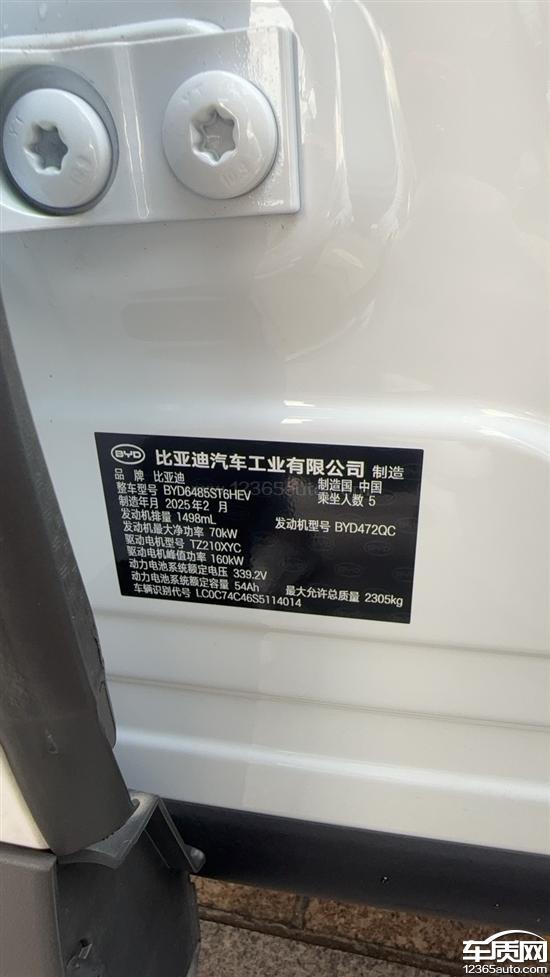 BYD 比亚迪汽车工业有限公司 制造
品 牌 比亚迪
制造国 中国
整车型号 BYD6485ST6HEV
乘坐人数 5
制造年月 2025年2 月
发动机排量 1498mL
发动机型号 BYD472QC
发动机最大净功率 70kW
驱动电机型号 TZ210XYC
驱动电机峰值功率 160kW
动力电池系统额定电压 339.2V
动力电池系统额定容量 54Ah
最大允许总质量 2305kg
车辆识别代号 LC0C74C46S5114014
车质网
12365auto.com